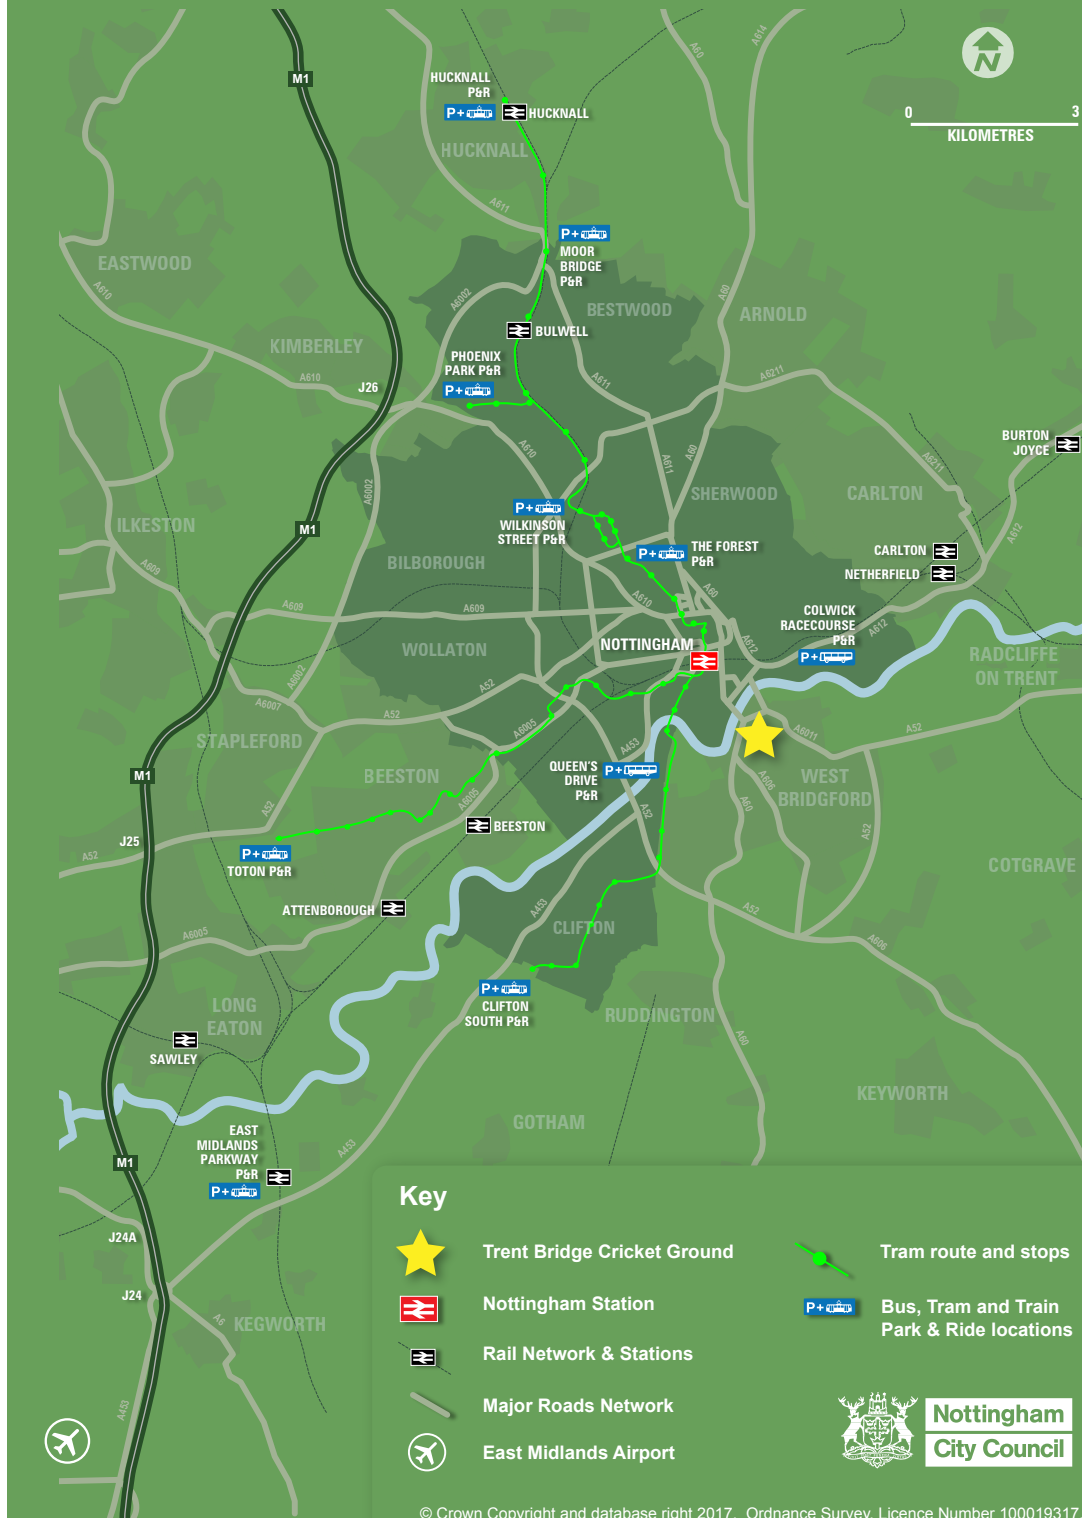 M1
HUCKNALL
P&R
P+
HUCKNALL
HUCKNALL
A60
A614
N
0
3
KILOMETRES
A611
P+
MOOR
BRIDGE
P&R
EASTWOOD
A610
A6002
BESTWOOD
A60
ARNOLD
BULWELL
KIMBERLEY
PHOENIX
PARK P&R
P+
A610
J26
A611
A6211
A610
A611
A60
A6211
BURTON
JOYCE
A6002
SHERWOOD
CARLTON
M1
ILKESTON
P+
WILKINSON
STREET P&R
A612
P+
THE FOREST
P&R
CARLTON
NETHERFIELD
BILBOROUGH
A609
A60
A610
A609
A609
COLWICK
RACECOURSE
P&R
A612
A612
P+
NOTTINGHAM
WOLLATON
RADCLIFFE
ON TRENT
A6002
A52
A6007
A52
A6005
A453
A6011
A52
STAPLEFORD
M1
BEESTON
QUEEN'S
DRIVE
P&R
P+
A606
WEST
BRIDGFORD
A6005
A60
A52
A52
J25
BEESTON
A52
A52
P+
TOTON P&R
COTGRAVE
ATTENBOROUGH
A453
A52
CLIFTON
A6005
A606
P+
CLIFTON
SOUTH P&R
LONG
EATON
RUDDINGTON
SAWLEY
A60
KEYWORTH
GOTHAM
EAST
MIDLANDS
PARKWAY
P&R
P+
A453
M1
J24A
J24
A6
KEGWORTH
A453
Key
Trent Bridge Cricket Ground
Nottingham Station
Rail Network & Stations
Major Roads Network
East Midlands Airport
Tram route and stops
P+
Bus, Tram and Train
Park & Ride locations
Nottingham
City Council
© Crown Copyright and database right 2017. Ordnance Survey. Licence Number 100019317